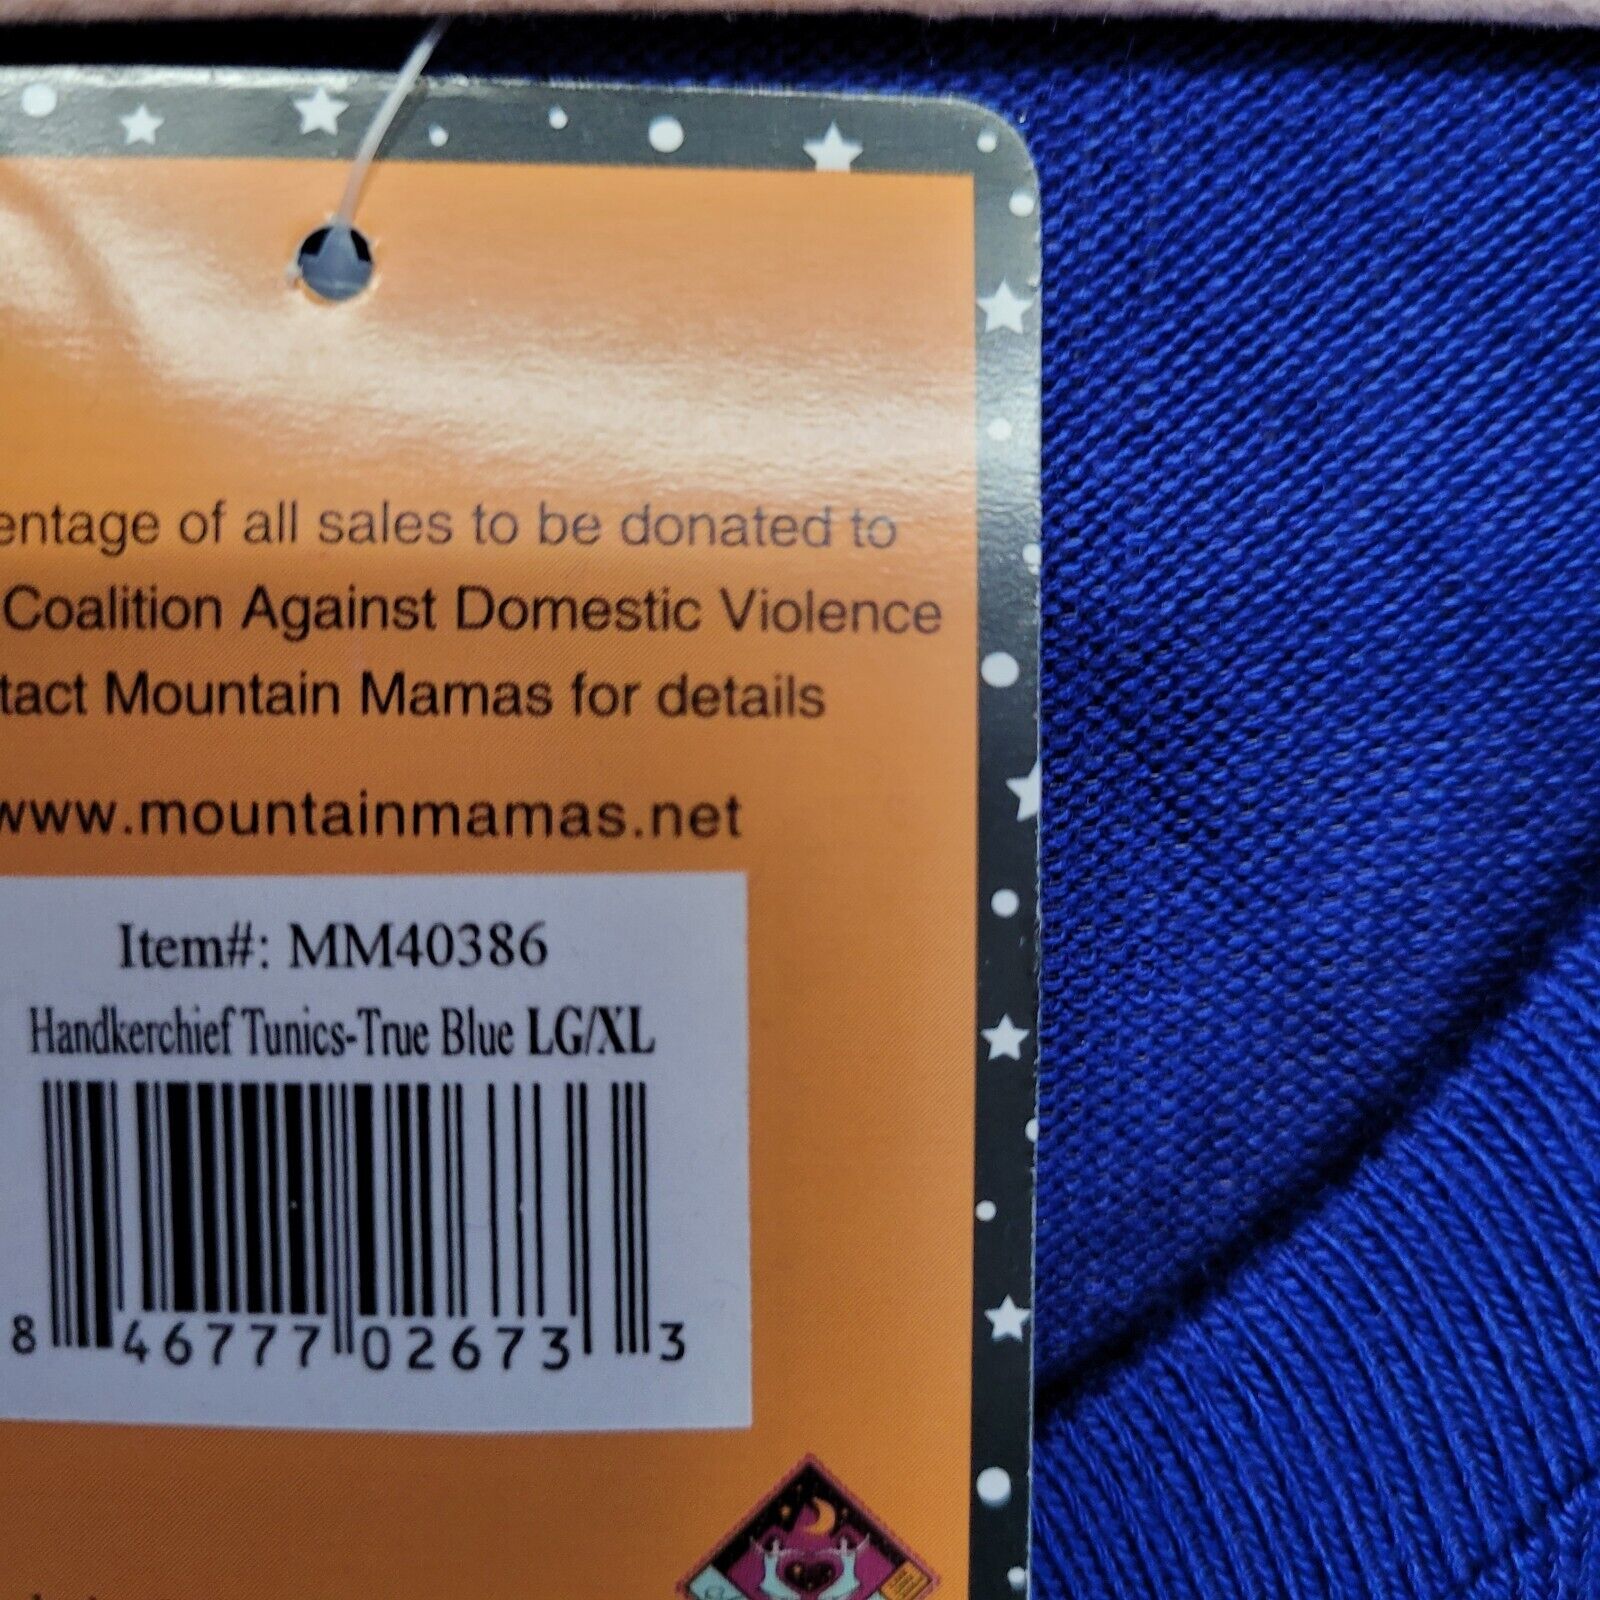 entage of all sales to be donated to
Coalition Against Domestic Violence
tact Mountain Mamas for details
www.mountainmamas.net
Item#: MM40386
Handkerchief Tunics-True Blue LG/XL
8 46777 02673 3